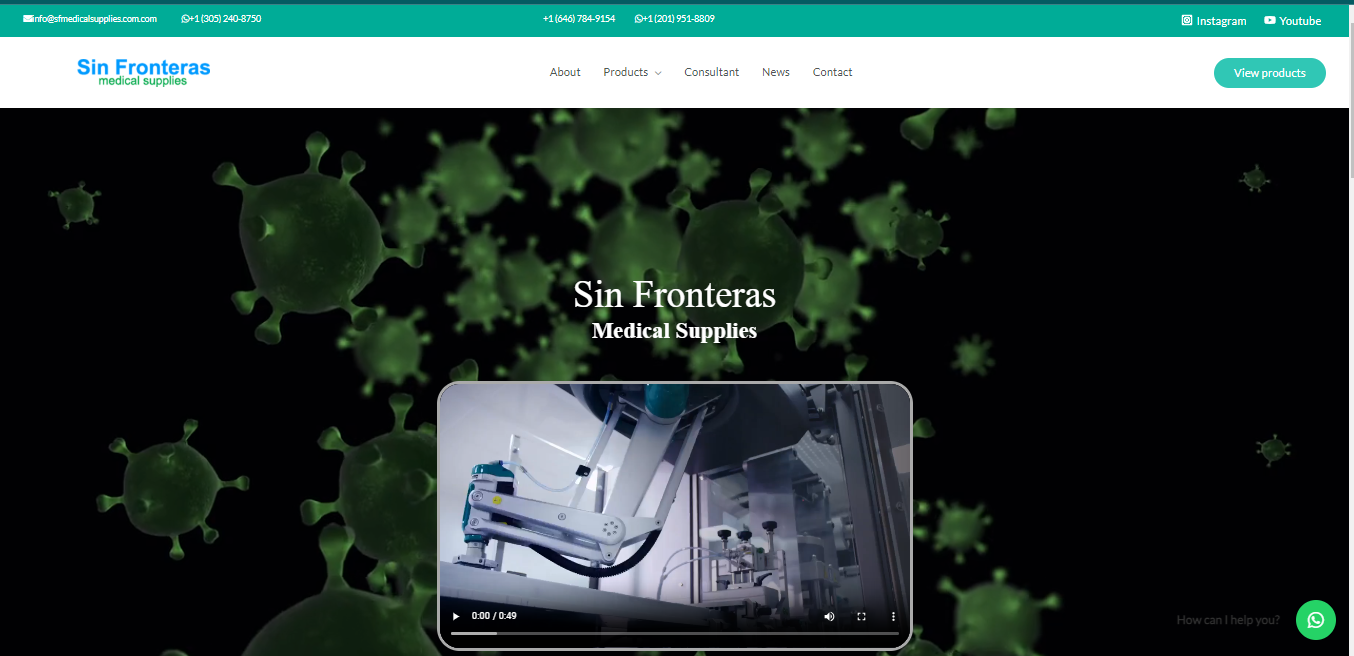 info@sfmedicalsupplies.com.com
+1 (305) 240-8750
+1 (646) 784-9154
+1 (201) 951-8809
Instagram
Youtube
Sin Fronteras
medical supplies
About
Products
Consultant
News
Contact
View products
Sin Fronteras
Medical Supplies
0:00 / 0:49
How can I help you?